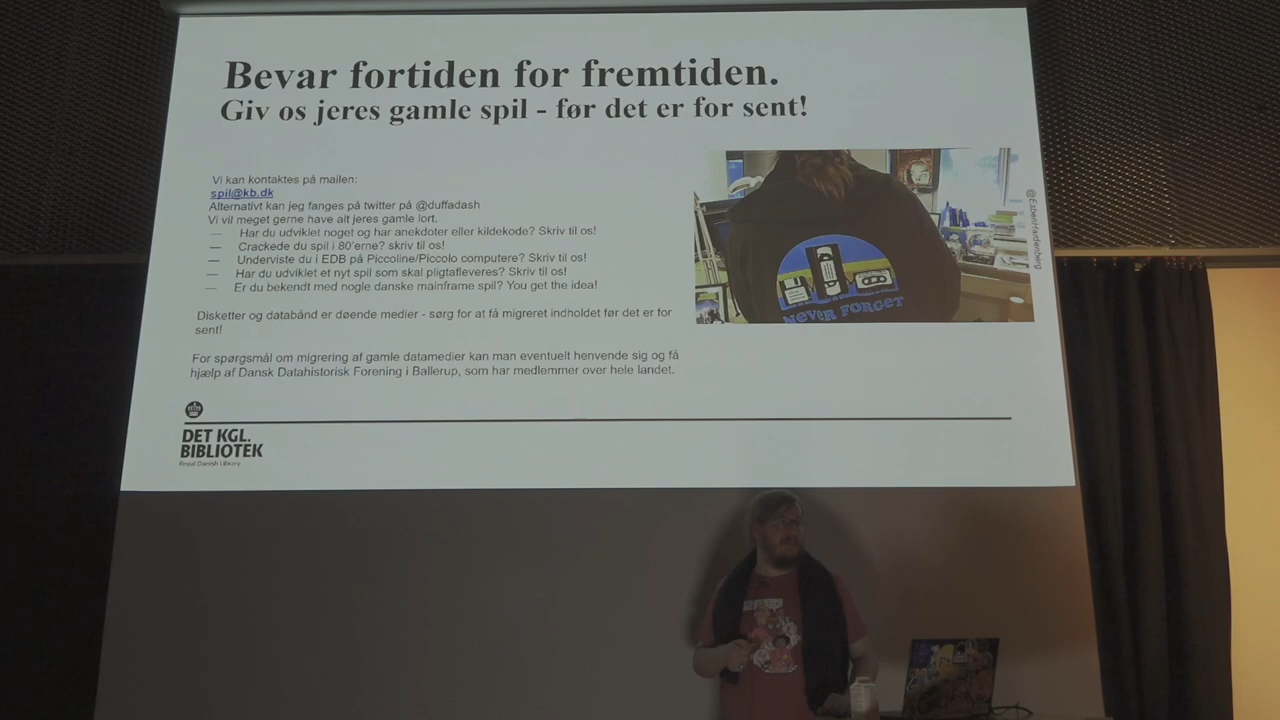 Bevar fortiden for fremtiden.
Giv os jeres gamle spil - før det er for sent!
Vi kan kontaktes på mailen:
spil@kb.dk
Alternativt kan jeg fanges på twitter på @duffadash
Vi vil meget gerne have alt jeres gamle lort.
— Har du udviklet noget og har anekdoter eller kildekode? Skriv til os!
— Crackede du spil i 80'erne? skriv til os!
— Underviste du i EDB på Piccoline/Piccolo computere? Skriv til os!
— Har du udviklet et nyt spil som skal pligtafleveres? Skriv til os!
— Er du bekendt med nogle danske mainframe spil? You get the idea!
Disketter og databånd er døende medier - sørg for at få migreret indholdet før det er for
sent!
For spørgsmål om migrering af gamle datamedier kan man eventuelt henvende sig og få
hjælp af Dansk Datahistorisk Forening i Ballerup, som har medlemmer over hele landet.
NEVER FORGET
@EsbenHardenberg
DET KGL.
BIBLIOTEK
Royal Danish Library